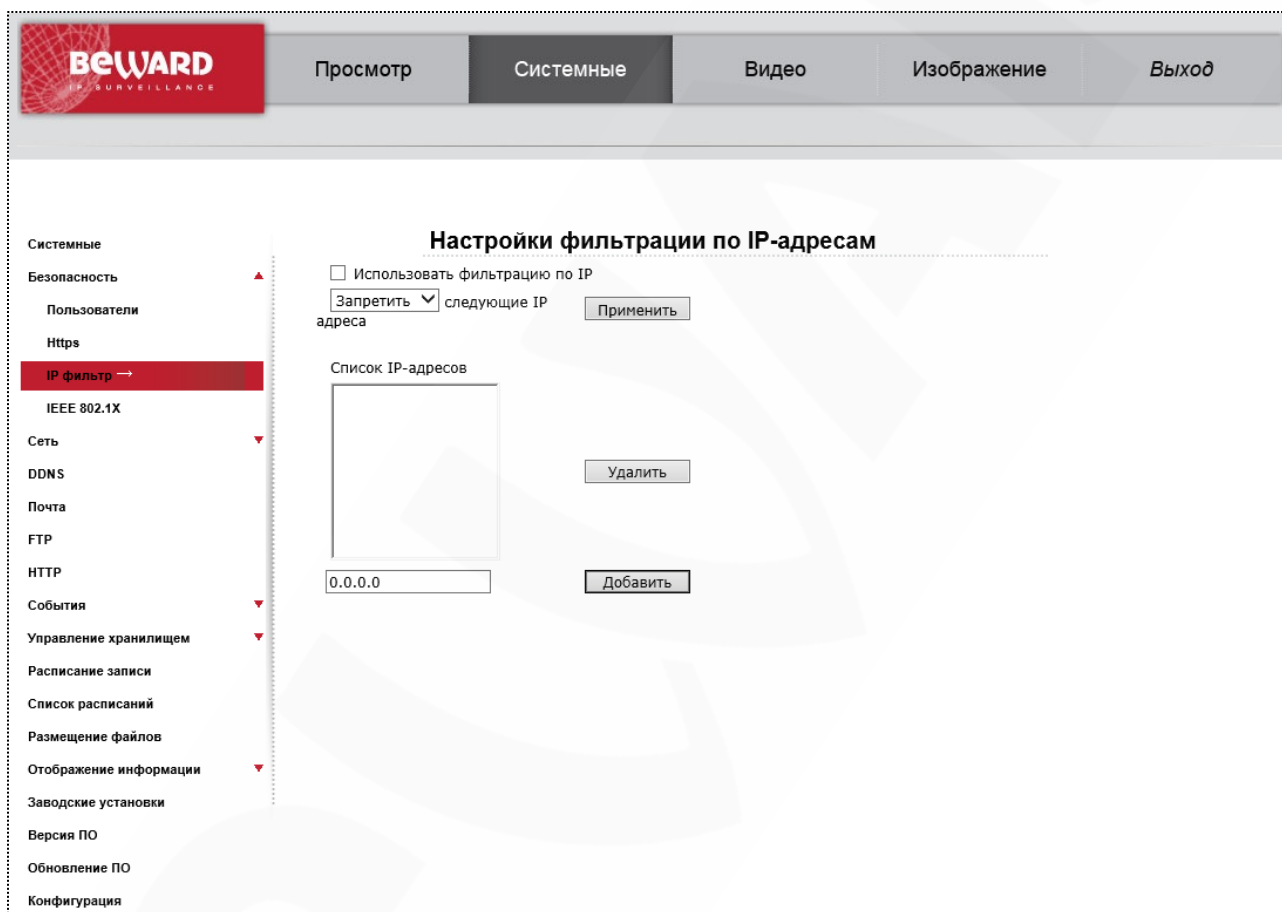 BEWARD
IP SURVEILLANCE
Просмотр
Системные
Видео
Изображение
Выход
Настройки фильтрации по IP-адресам
Системные
Безопасность
Пользователи
Https
IP фильтр →
IEEE 802.1X
Сеть
DDNS
Почта
FTP
HTTP
События
Управление хранилищем
Расписание записи
Список расписаний
Размещение файлов
Отображение информации
Заводские установки
Версия ПО
Обновление ПО
Конфигурация
Использовать фильтрацию по IP
Запретить следующие IP
адреса
Применить
Список IP-адресов
Удалить
0.0.0.0
Добавить